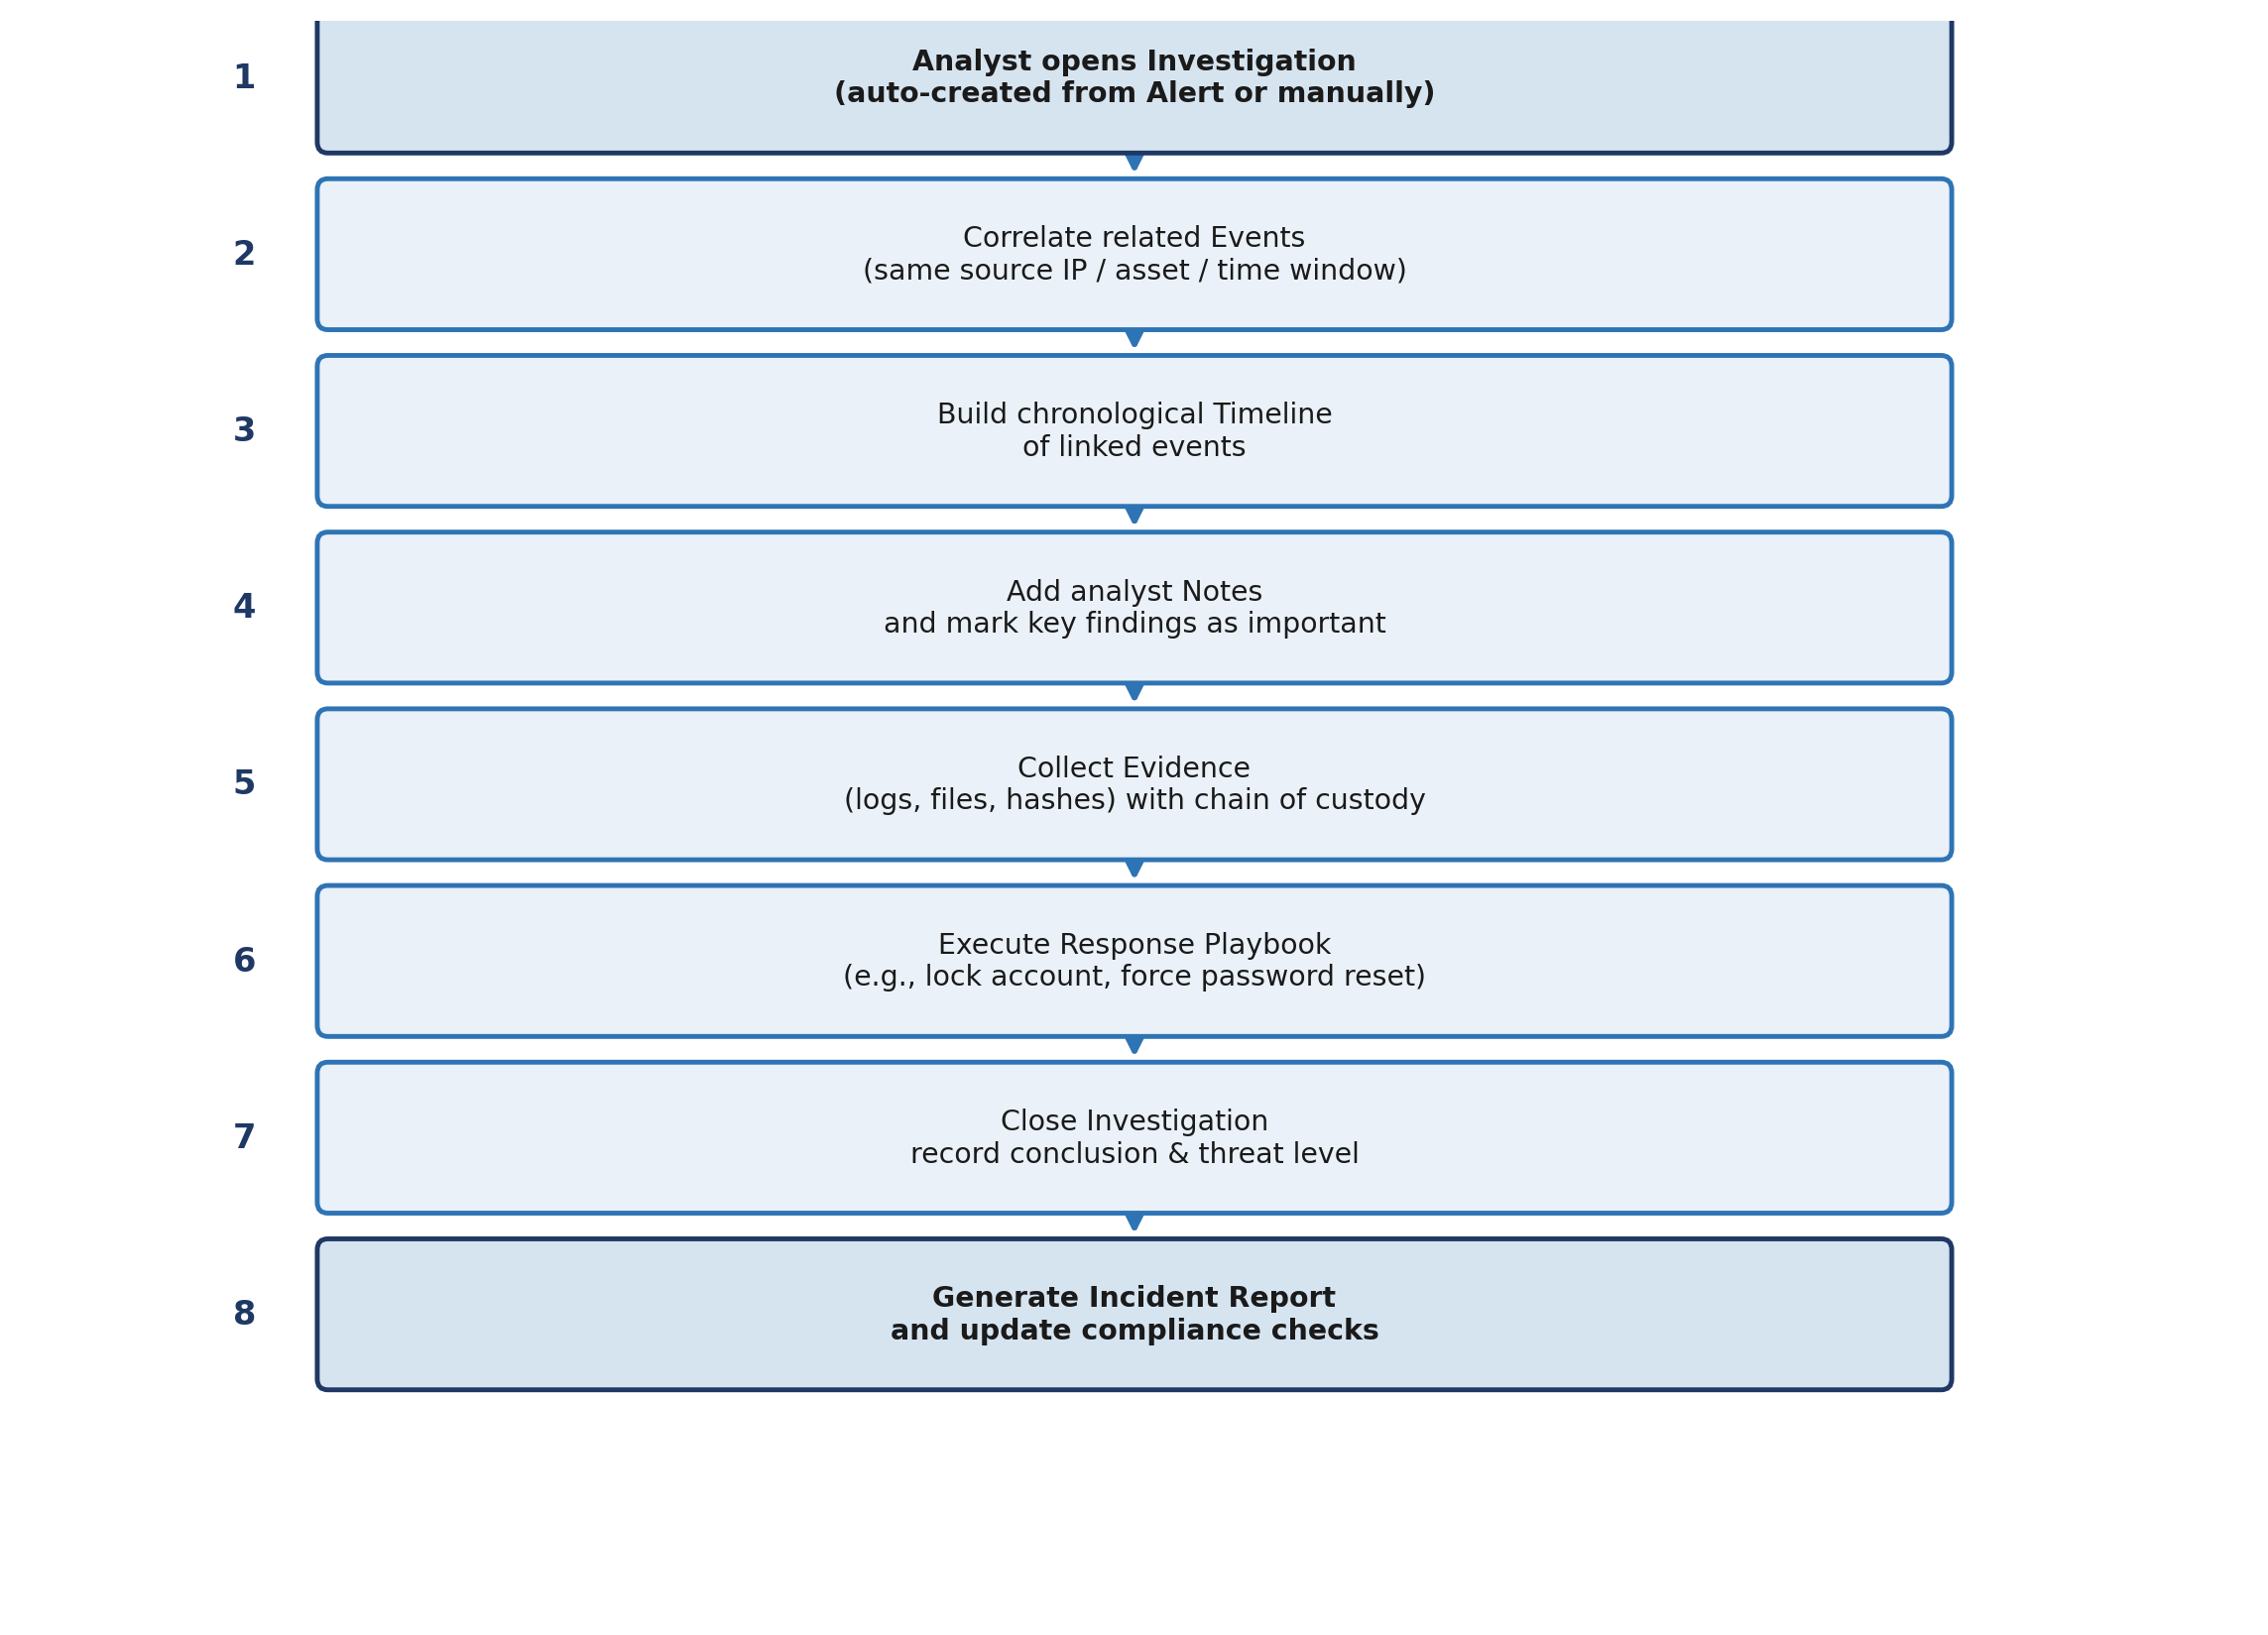 1
Analyst opens Investigation
(auto-created from Alert or manually)
2
Correlate related Events
(same source IP / asset / time window)
3
Build chronological Timeline
of linked events
4
Add analyst Notes
and mark key findings as important
5
Collect Evidence
(logs, files, hashes) with chain of custody
6
Execute Response Playbook
(e.g., lock account, force password reset)
7
Close Investigation
record conclusion & threat level
8
Generate Incident Report
and update compliance checks